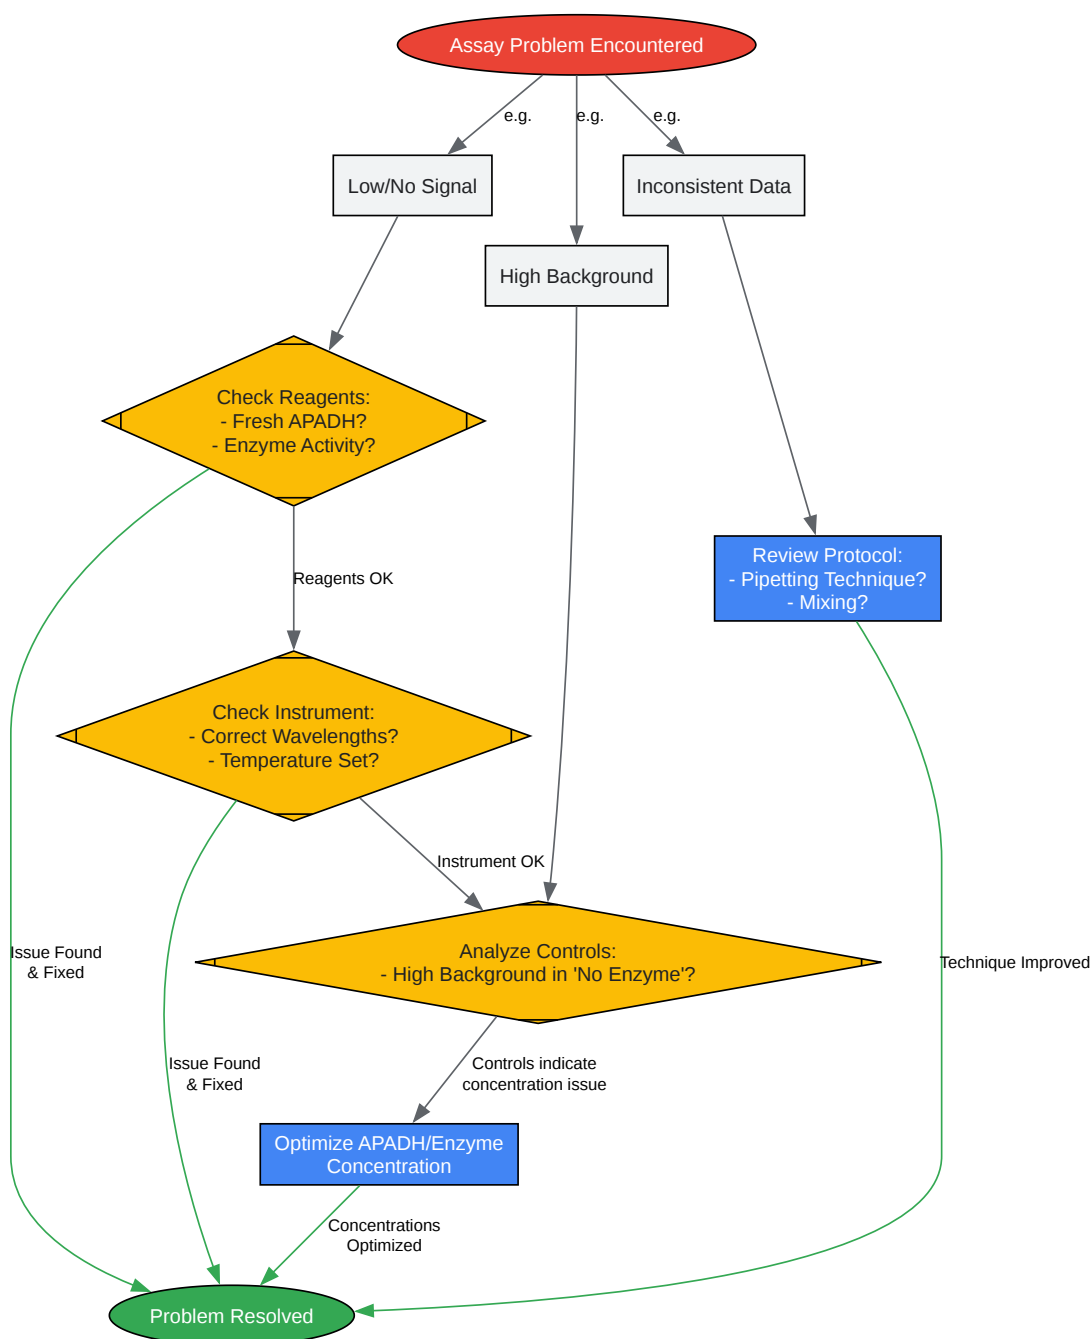 Assay Problem Encountered
e.g.
e.g.
e.g.
Low/No Signal
Inconsistent Data
High Background
Check Reagents:
- Fresh APADH?
- Enzyme Activity?
Review Protocol:
- Pipetting Technique?
- Mixing?
Reagents OK
Check Instrument:
- Correct Wavelengths?
- Temperature Set?
Instrument OK
Analyze Controls:
- High Background in 'No Enzyme'?
Issue Found
& Fixed
Technique Improved
Issue Found
& Fixed
Controls indicate
concentration issue
Optimize APADH/Enzyme
Concentration
Concentrations
Optimized
Problem Resolved